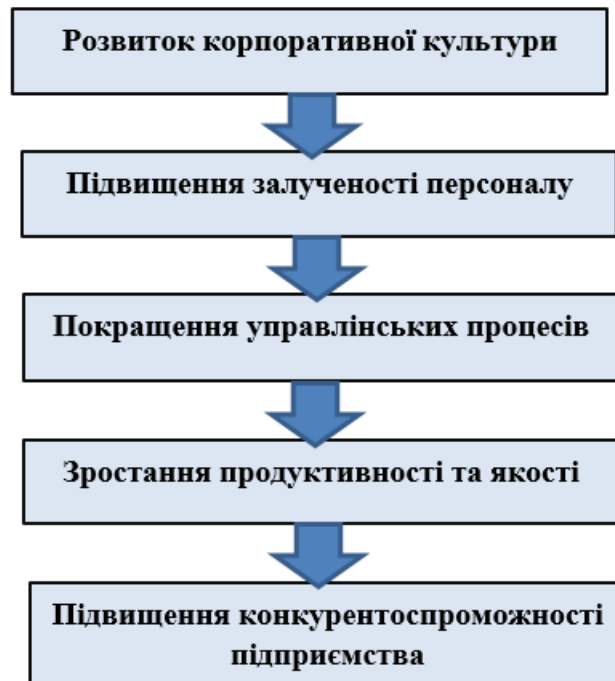 Розвиток корпоративної культури
Підвищення залученості персоналу
Покращення управлінських процесів
Зростання продуктивності та якості
Підвищення конкурентоспроможності
підприємства